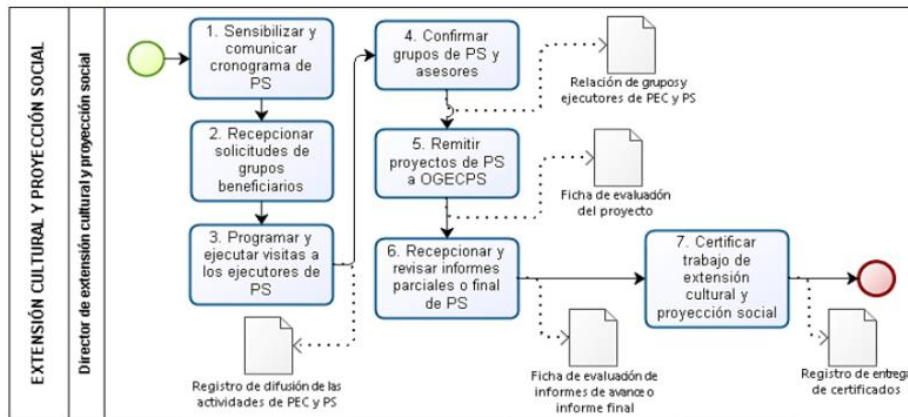 EXTENSIÓN CULTURAL Y PROYECCIÓN SOCIAL
Director de extensión cultural y proyección social
1. Sensibilizar y
comunicar
cronograma de
PS
2. Recepcionar
solicitudes de
grupos
beneficiarios
3. Programar y
ejecutar visitas a
los ejecutores de
PS
Registro de difusión de las
actividades de PEC y PS
4. Confirmar
grupos de PS y
asesores
Relación de grupos y
ejecutores de PEC y PS
5. Remitir
proyectos de PS
a OGECPS
Ficha de evaluación
del proyecto
6. Recepcionar y
revisar informes
parciales o final
de PS
Ficha de evaluación de
informes de avance o
informe final
7. Certificar
trabajo de
extensión
cultural y
proyección social
Registro de entrega
de certificados